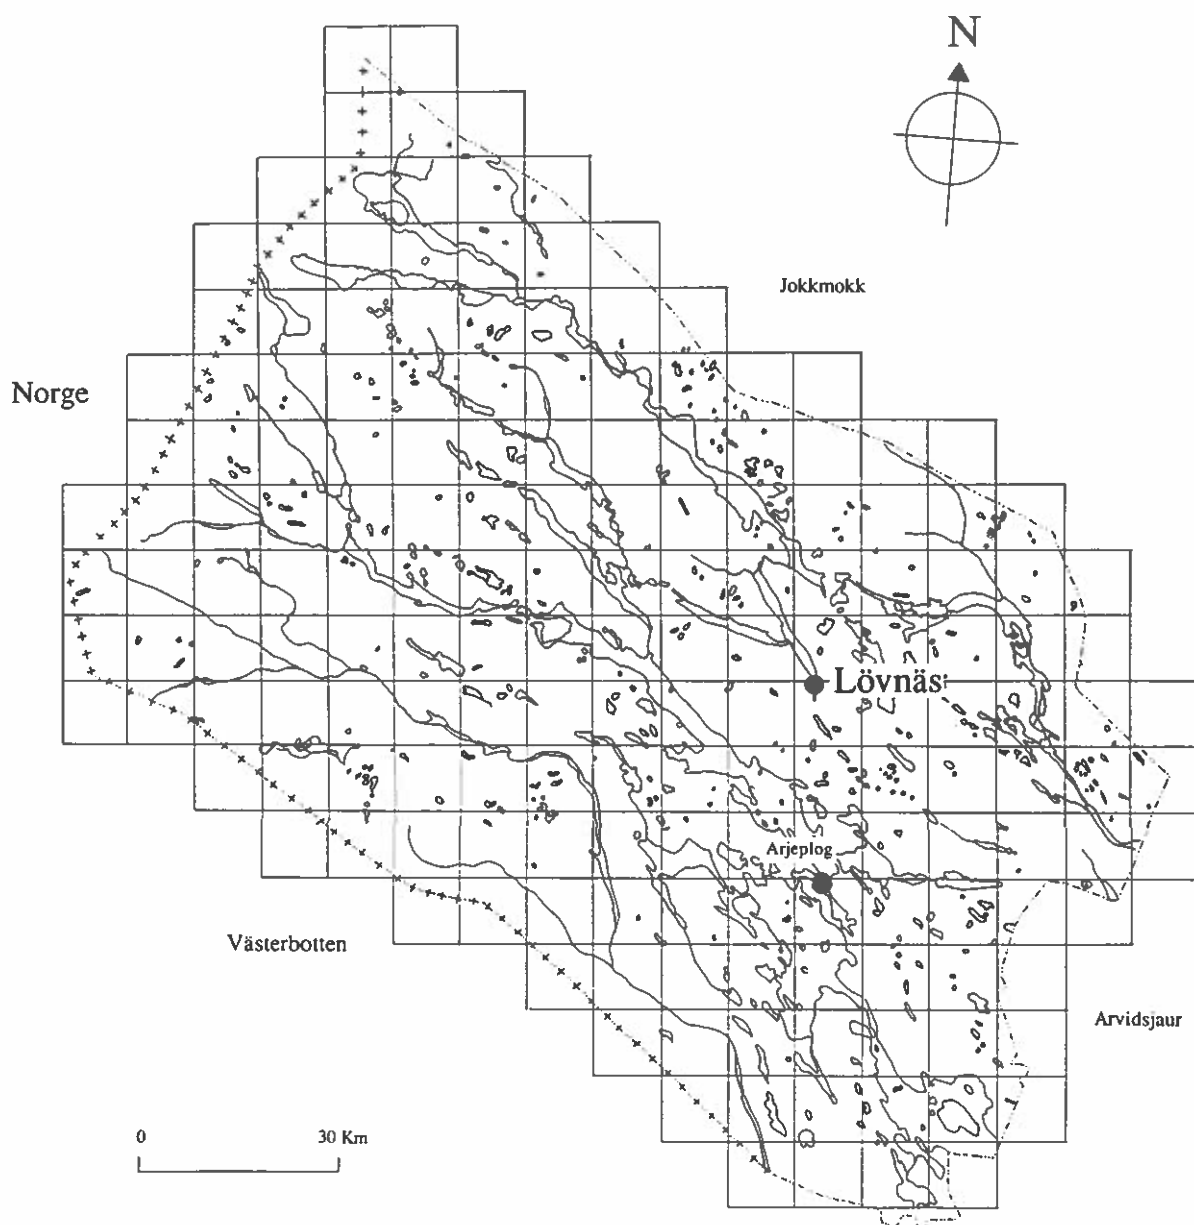 N
Jokkmokk
Norge
Lövnäs
Arjeplog
Västerbotten
Arvidsjaur
0 30 Km